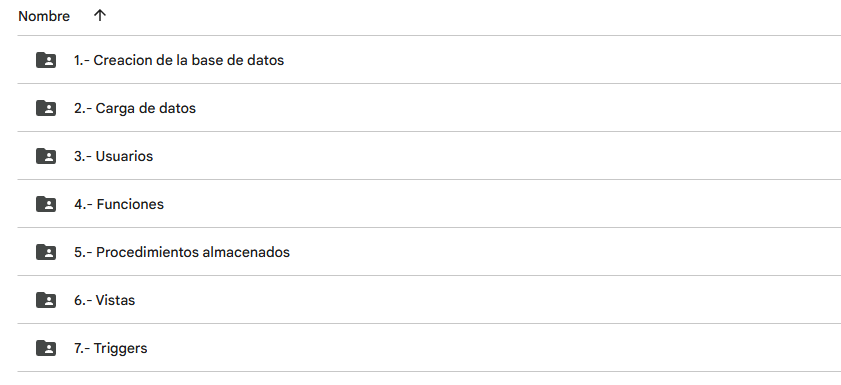 Nombre
1.- Creacion de la base de datos
2.- Carga de datos
3.- Usuarios
4.- Funciones
5.- Procedimientos almacenados
6.- Vistas
7.- Triggers